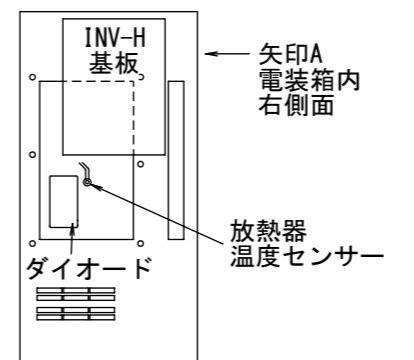 INV-H
基板
矢印A
電装箱内
右側面
放熱器
温度センサー
ダイオード